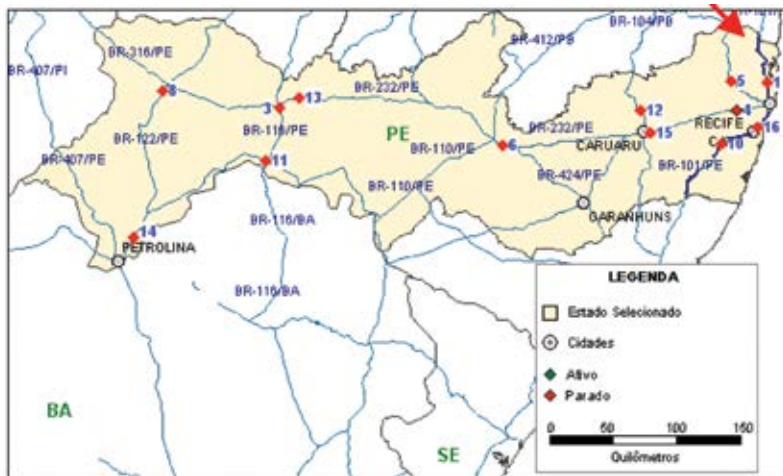 BR-104/PB
BR-316/PE
BR-412/PB
BR-407/PI
8
5
1
3
13
BR-232/PE
12
4
RECIFE
BR-116/PE
PE
BR-232/PE
16
BR-122/PE
6
CARUARU
15
10
BR-407/PE
11
BR-110/PE
BR-101/PE
BR-424/PE
BR-110/PE
GARANHUNS
BR-116/BA
14
PETROLINA
LEGENDA
BR-116/BA
Estado Selecionado
Cidades
Ativo
Parado
BA
SE
0 50 100 150
Quilômetros